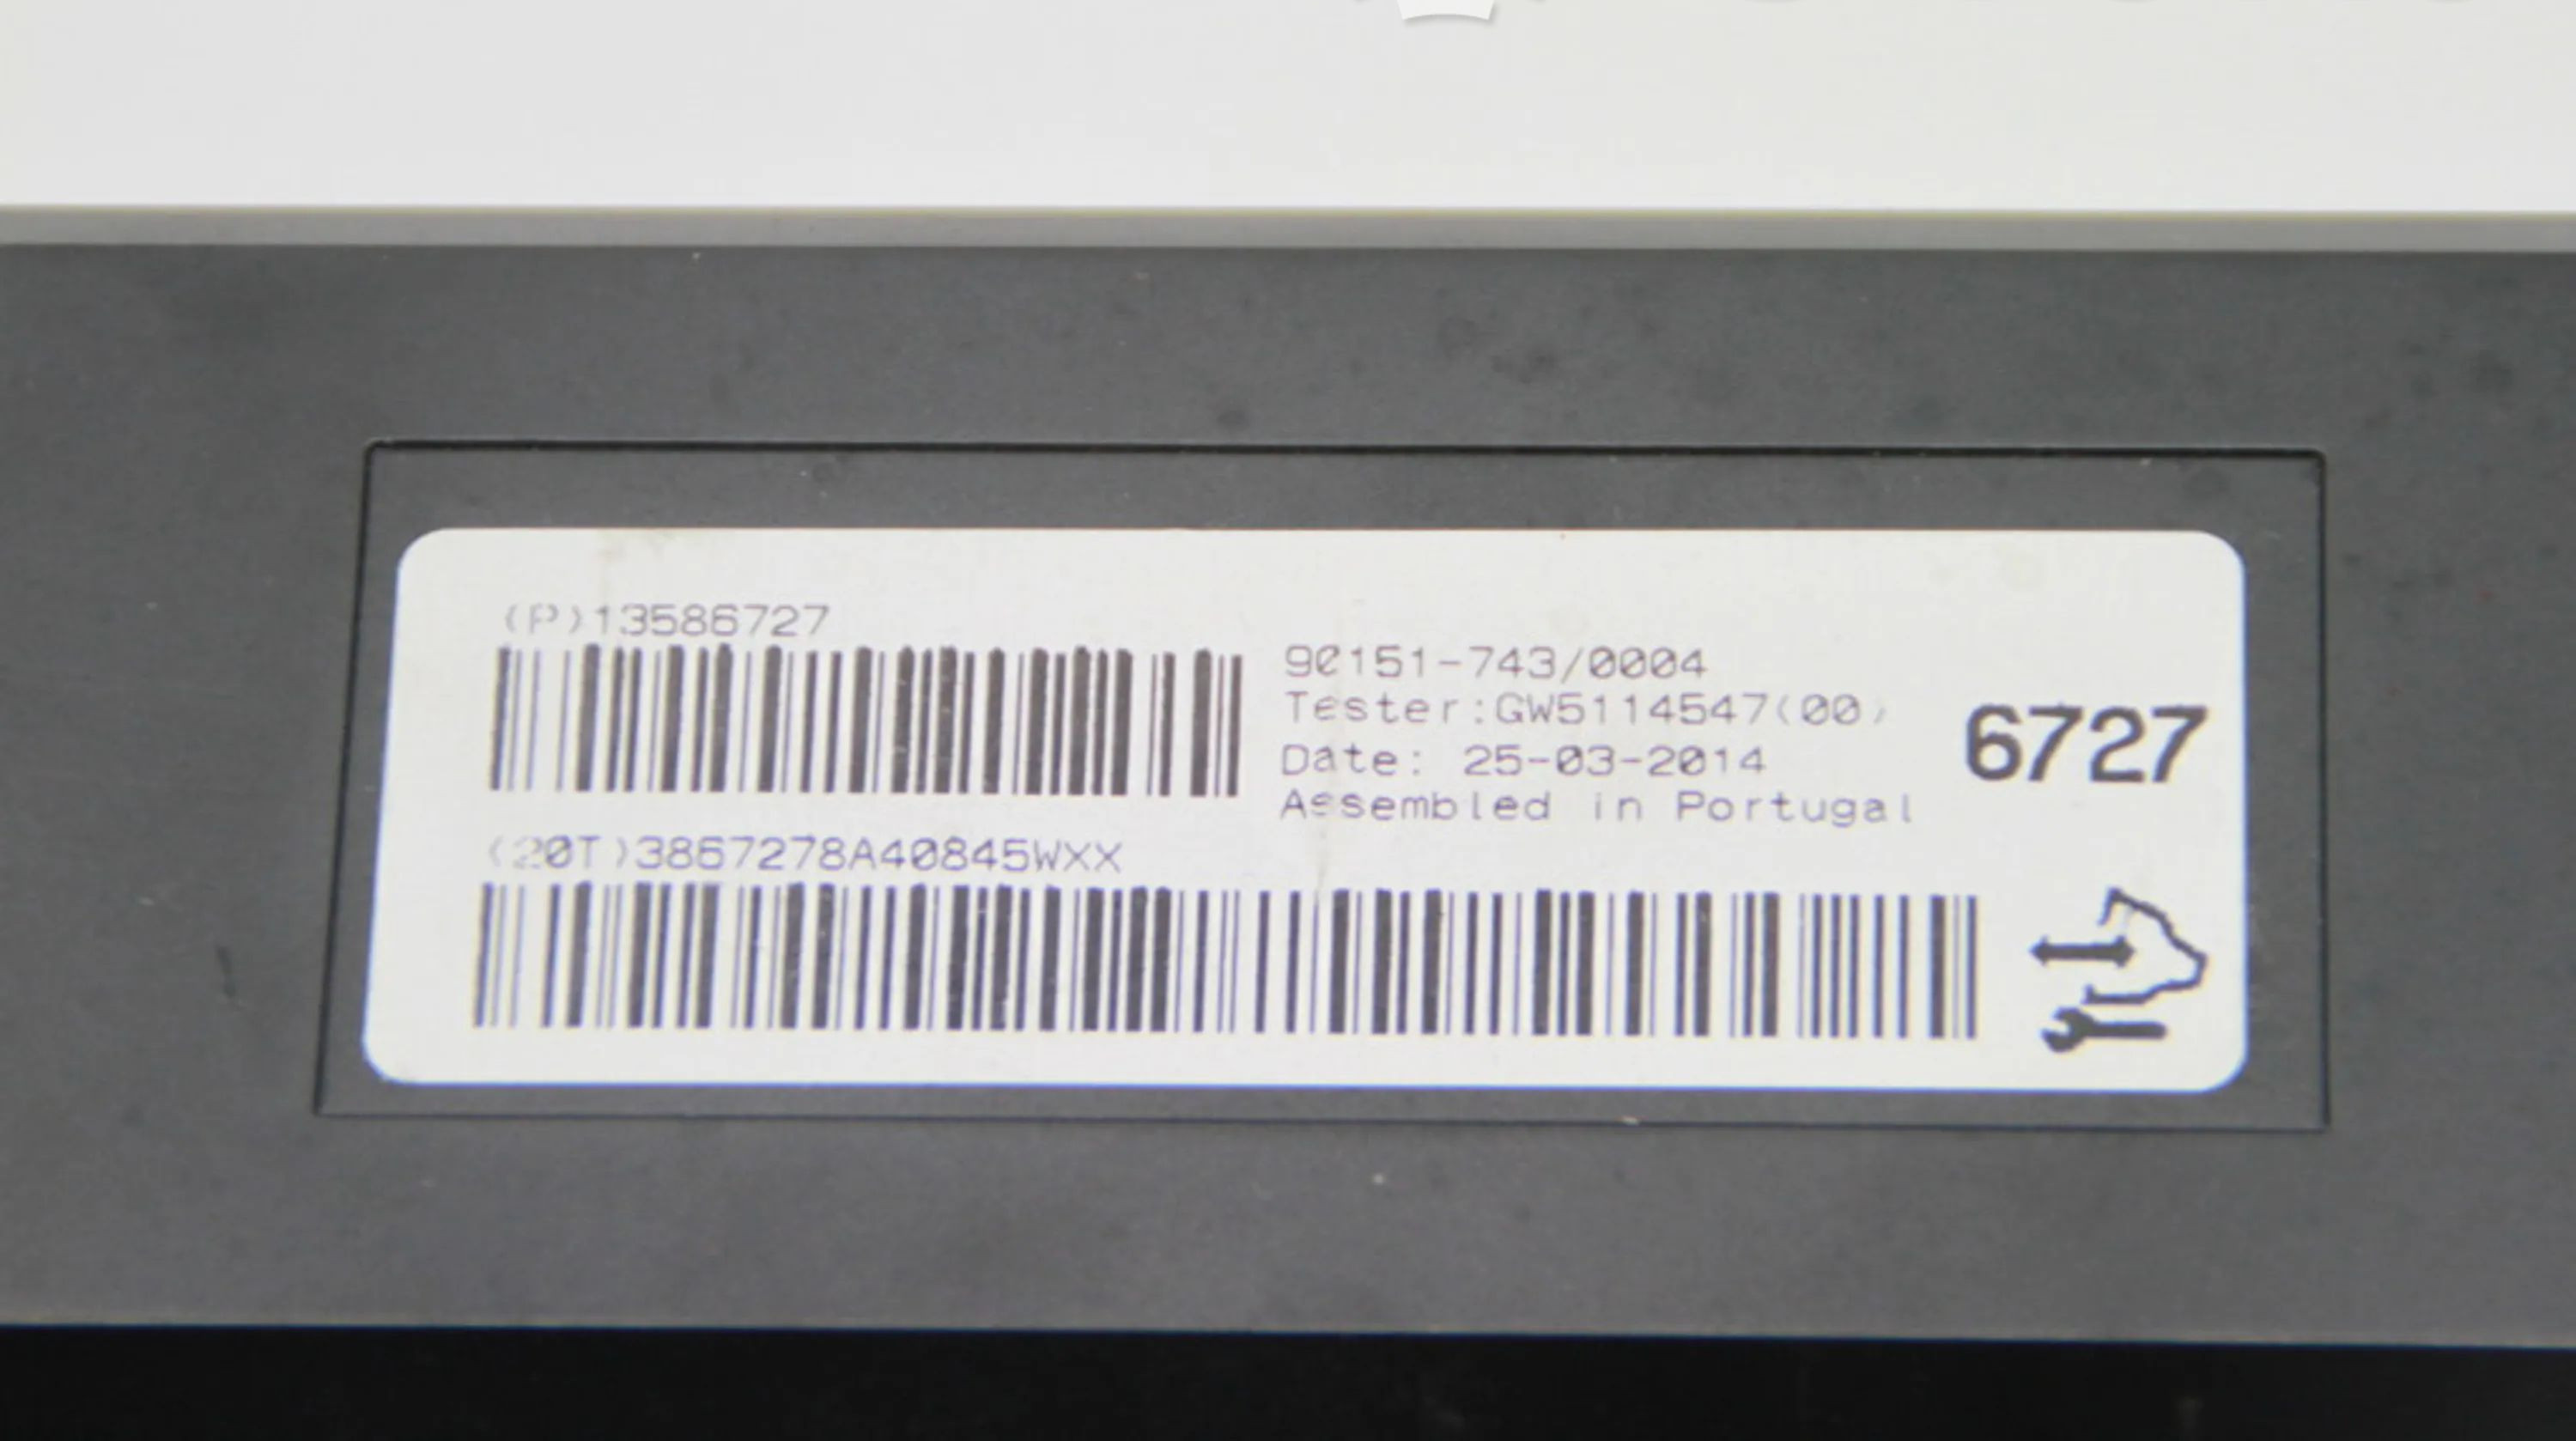 (P)13586727
90151-743/0004
Tester:GW5114547(00)
Date: 25-03-2014
Assembled in Portugal
6727
(20T)3867278A40845WXX